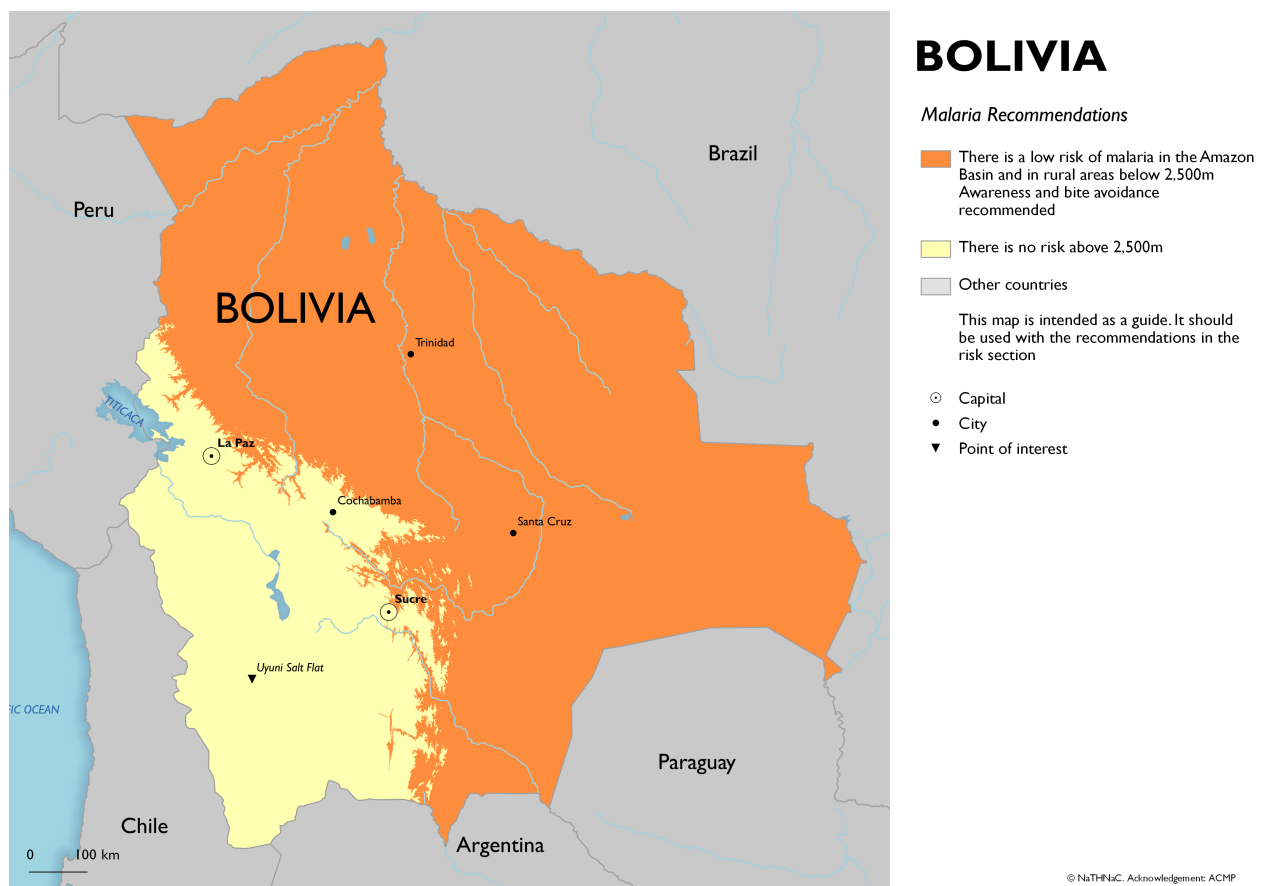 BOLIVIA
Malaria Recommendations
There is a low risk of malaria in the Amazon
Basin and in rural areas below 2,500m
Awareness and bite avoidance
recommended
There is no risk above 2,500m
Other countries
This map is intended as a guide. It should
be used with the recommendations in the
risk section
Capital
City
Point of interest
Brazil
Peru
BOLIVIA
Trinidad
TITICACA
La Paz
Cochabamba
Santa Cruz
Sucre
Uyuni Salt Flat
FIC OCEAN
Paraguay
Chile
Argentina
0 100 km
© NaTHNaC. Acknowledgement: ACMP